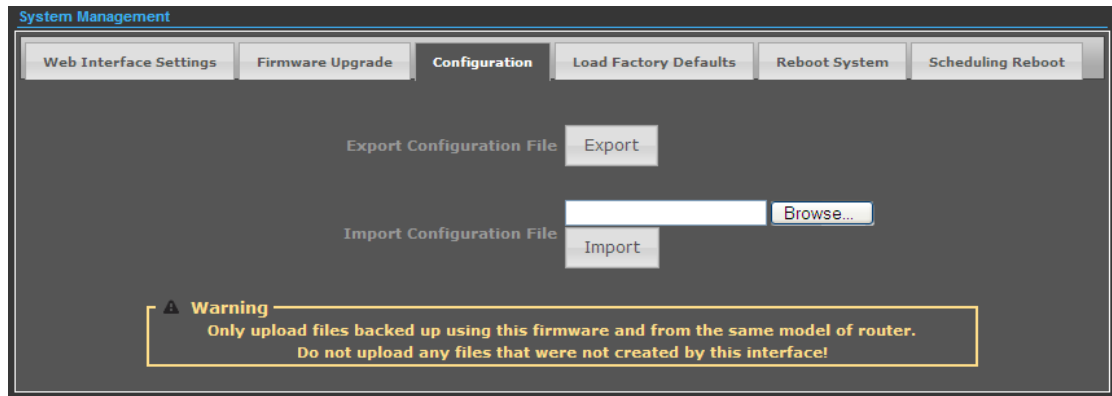 System Management
Web Interface Settings Firmware Upgrade Configuration Load Factory Defaults Reboot System Scheduling Reboot
Export Configuration File Export
Browse...
Import Configuration File Import
Warning
Only upload files backed up using this firmware and from the same model of router.
Do not upload any files that were not created by this interface!